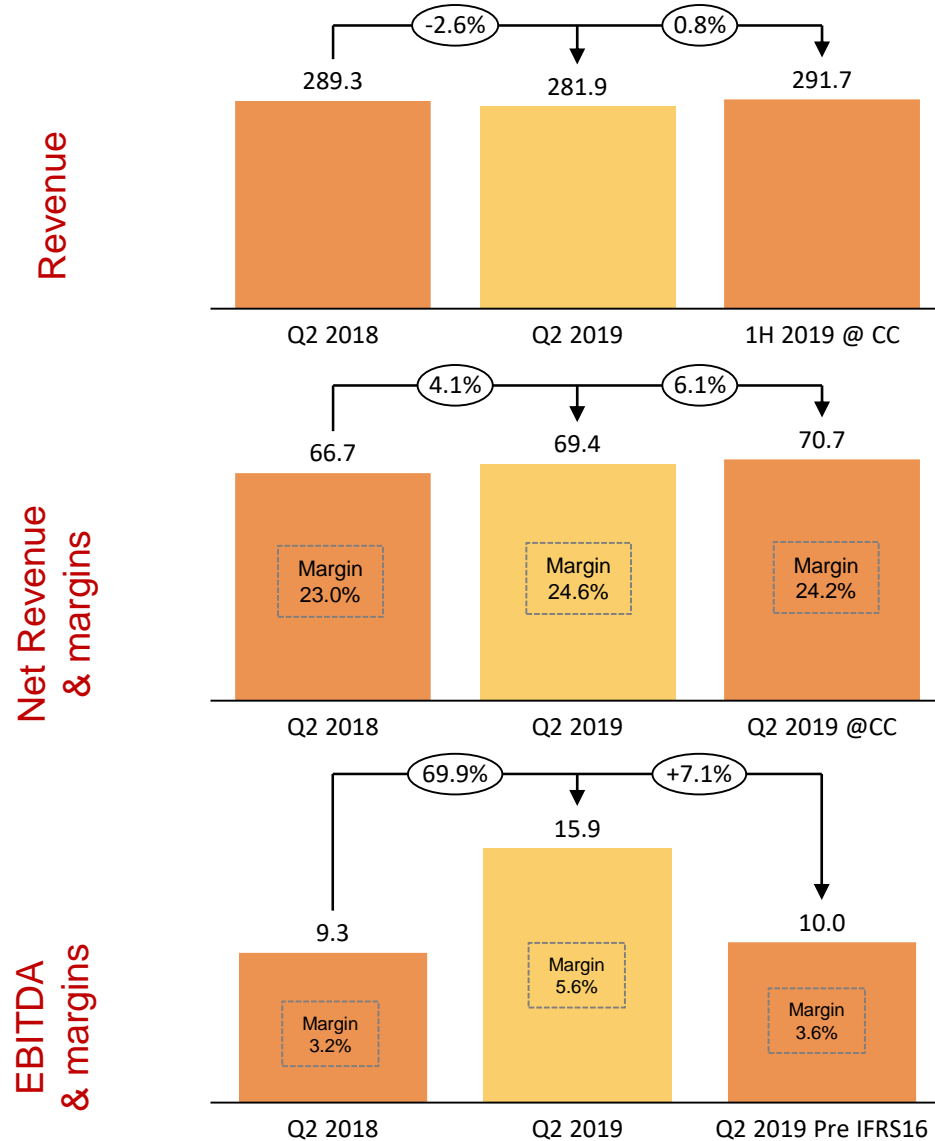 Revenue
-2.6%
0.8%
289.3
281.9
291.7
Q2 2018
Q2 2019
1H 2019 @ CC
Net Revenue
& margins
4.1%
6.1%
66.7
69.4
70.7
Margin
23.0%
Margin
24.6%
Margin
24.2%
Q2 2018
Q2 2019
Q2 2019 @CC
EBITDA
& margins
69.9%
+7.1%
9.3
15.9
10.0
Margin
3.2%
Margin
5.6%
Margin
3.6%
Q2 2018
Q2 2019
Q2 2019 Pre IFRS16